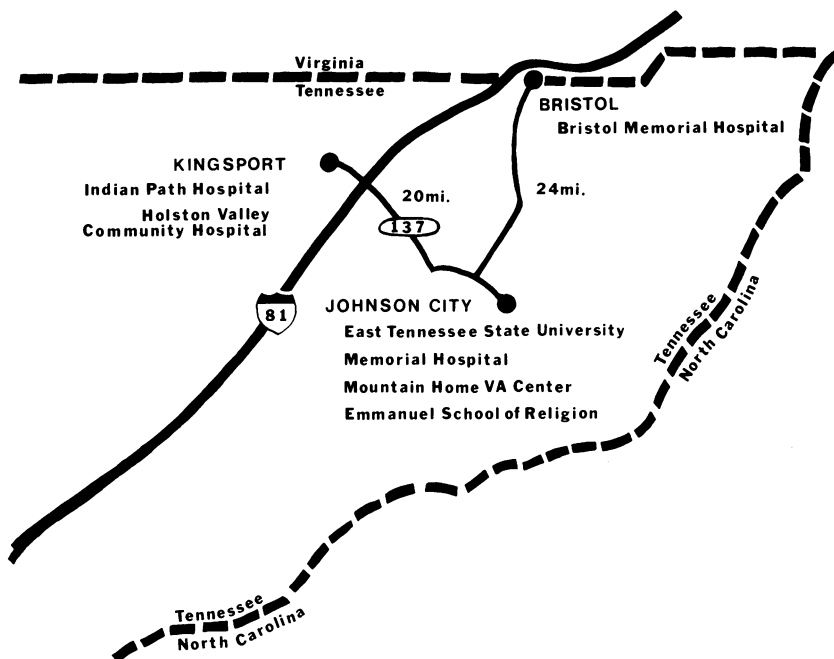 Virginia
Tennessee
BRISTOL
Bristol Memorial Hospital
KINGSPORT
Indian Path Hospital
Holston Valley
Community Hospital
20mi.
24mi.
137
81
JOHNSON CITY
East Tennessee State University
Memorial Hospital
Mountain Home VA Center
Emmanuel School of Religion
Tennessee
North Carolina
Tennessee
North Carolina